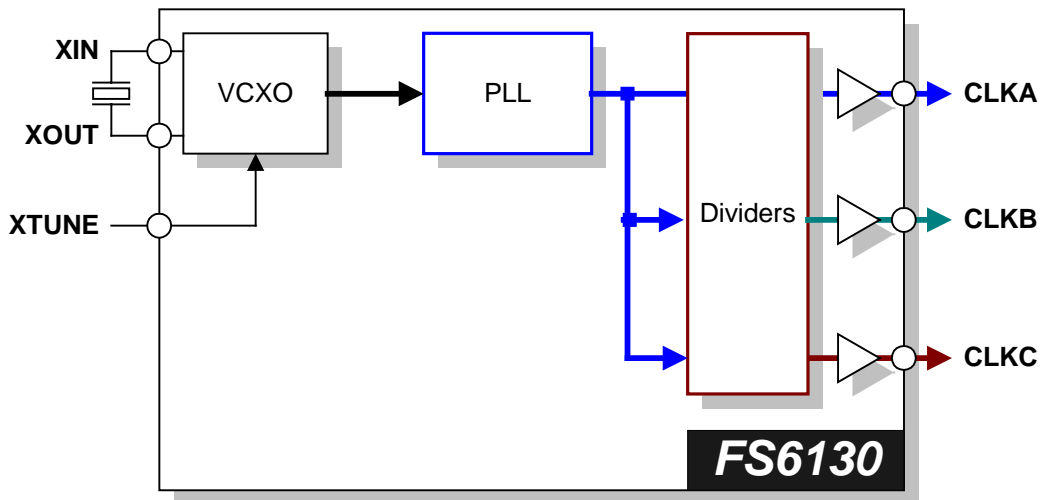 XIN
VCXO
PLL
CLKA
XOUT
XTUNE
Dividers
CLKB
CLKC
FS6130